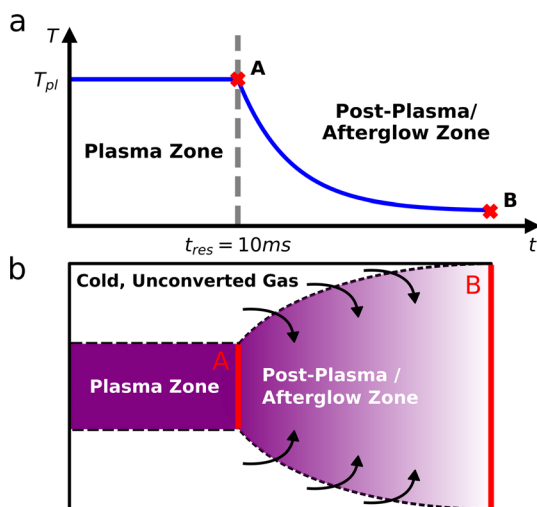 a
T
T_pl
A
Post-Plasma/
Afterglow Zone
Plasma Zone
B
t_res = 10ms
t
b
Cold, Unconverted Gas
B
A
Plasma Zone
Post-Plasma /
Afterglow Zone